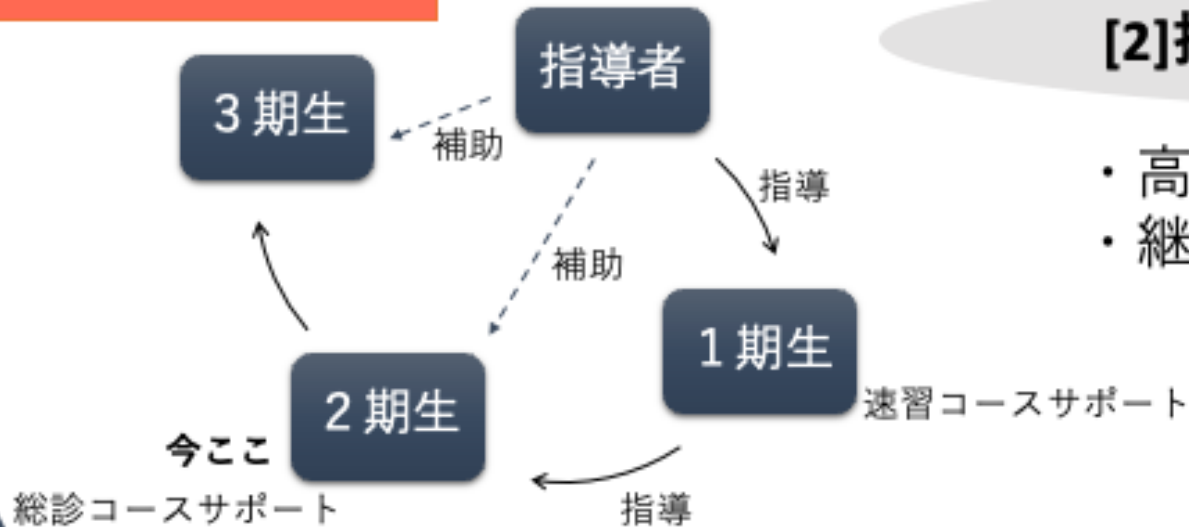 指導者
3期生
補助
指導
補助
1期生
速習コースサポート
2期生
今ここ
総診コースサポート
指導
[2]
・高
・継